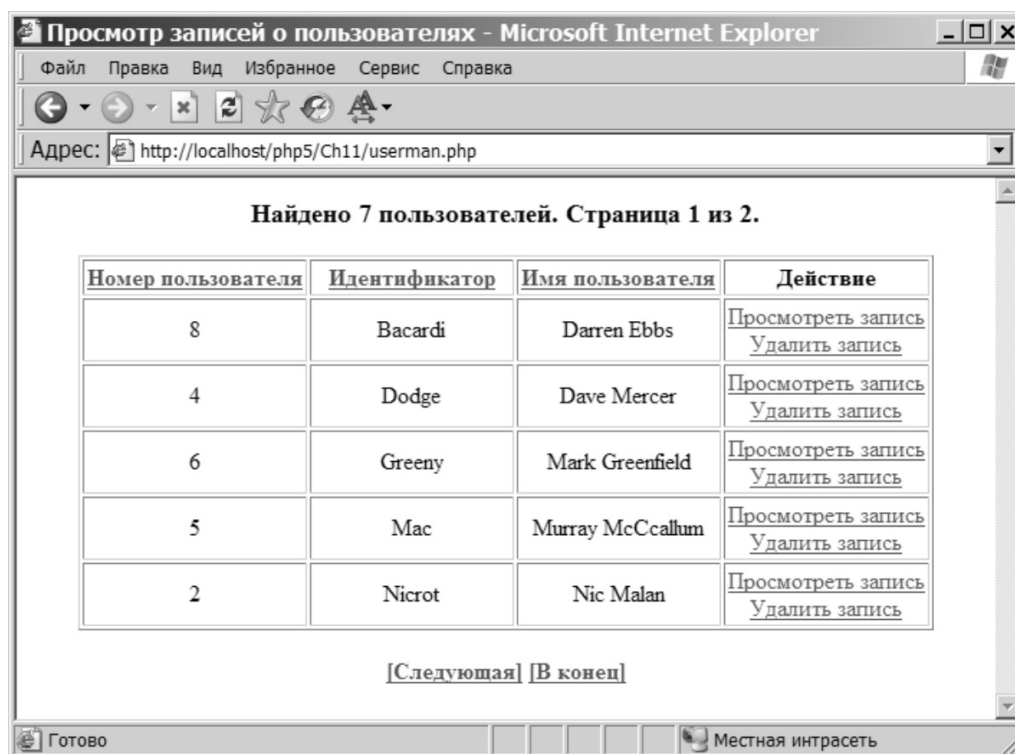 Просмотр записей о пользователях - Microsoft Internet Explorer
Файл Правка Вид Избранное Сервис Справка
Адрес: http://localhost/php5/Ch11/userman.php
Найдено 7 пользователей. Страница 1 из 2.
Номер пользователя Идентификатор Имя пользователя Действие
8 Bacardi Darren Ebbs Просмотреть запись
Удалить запись
4 Dodge Dave Mercer Просмотреть запись
Удалить запись
6 Greeny Mark Greenfield Просмотреть запись
Удалить запись
5 Mac Murray McCcallum Просмотреть запись
Удалить запись
2 Nicrot Nic Malan Просмотреть запись
Удалить запись
[Следующая] [В конец]
Готово Местная интрасеть